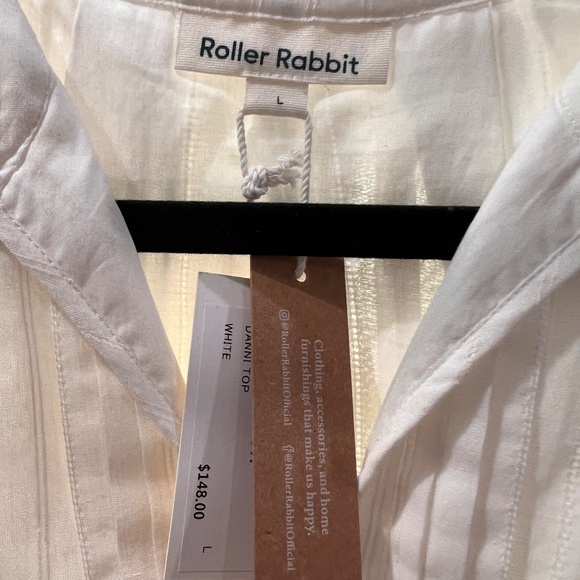 Roller Rabbit
L
Clothing, accessories, and home
furnishings that make us happy.
@RollerRabbitOfficial
@RollerRabbitOfficial
DANNI TOP
WHITE
$148.00
L